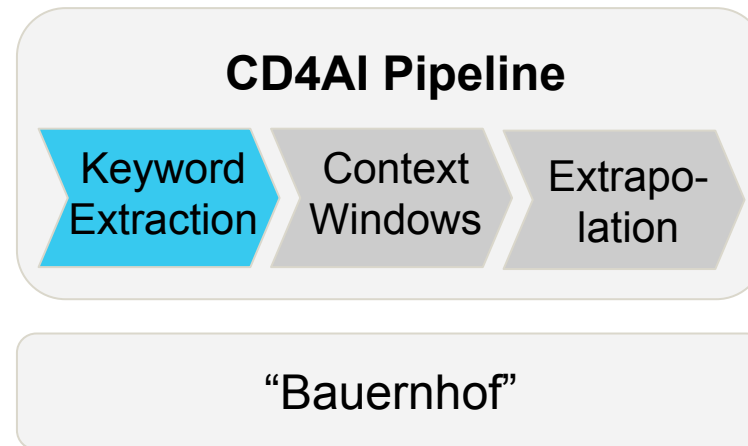 CD4AI Pipeline
Keyword
Extraction
Context
Windows
Extrapo-
lation
“Bauernhof”